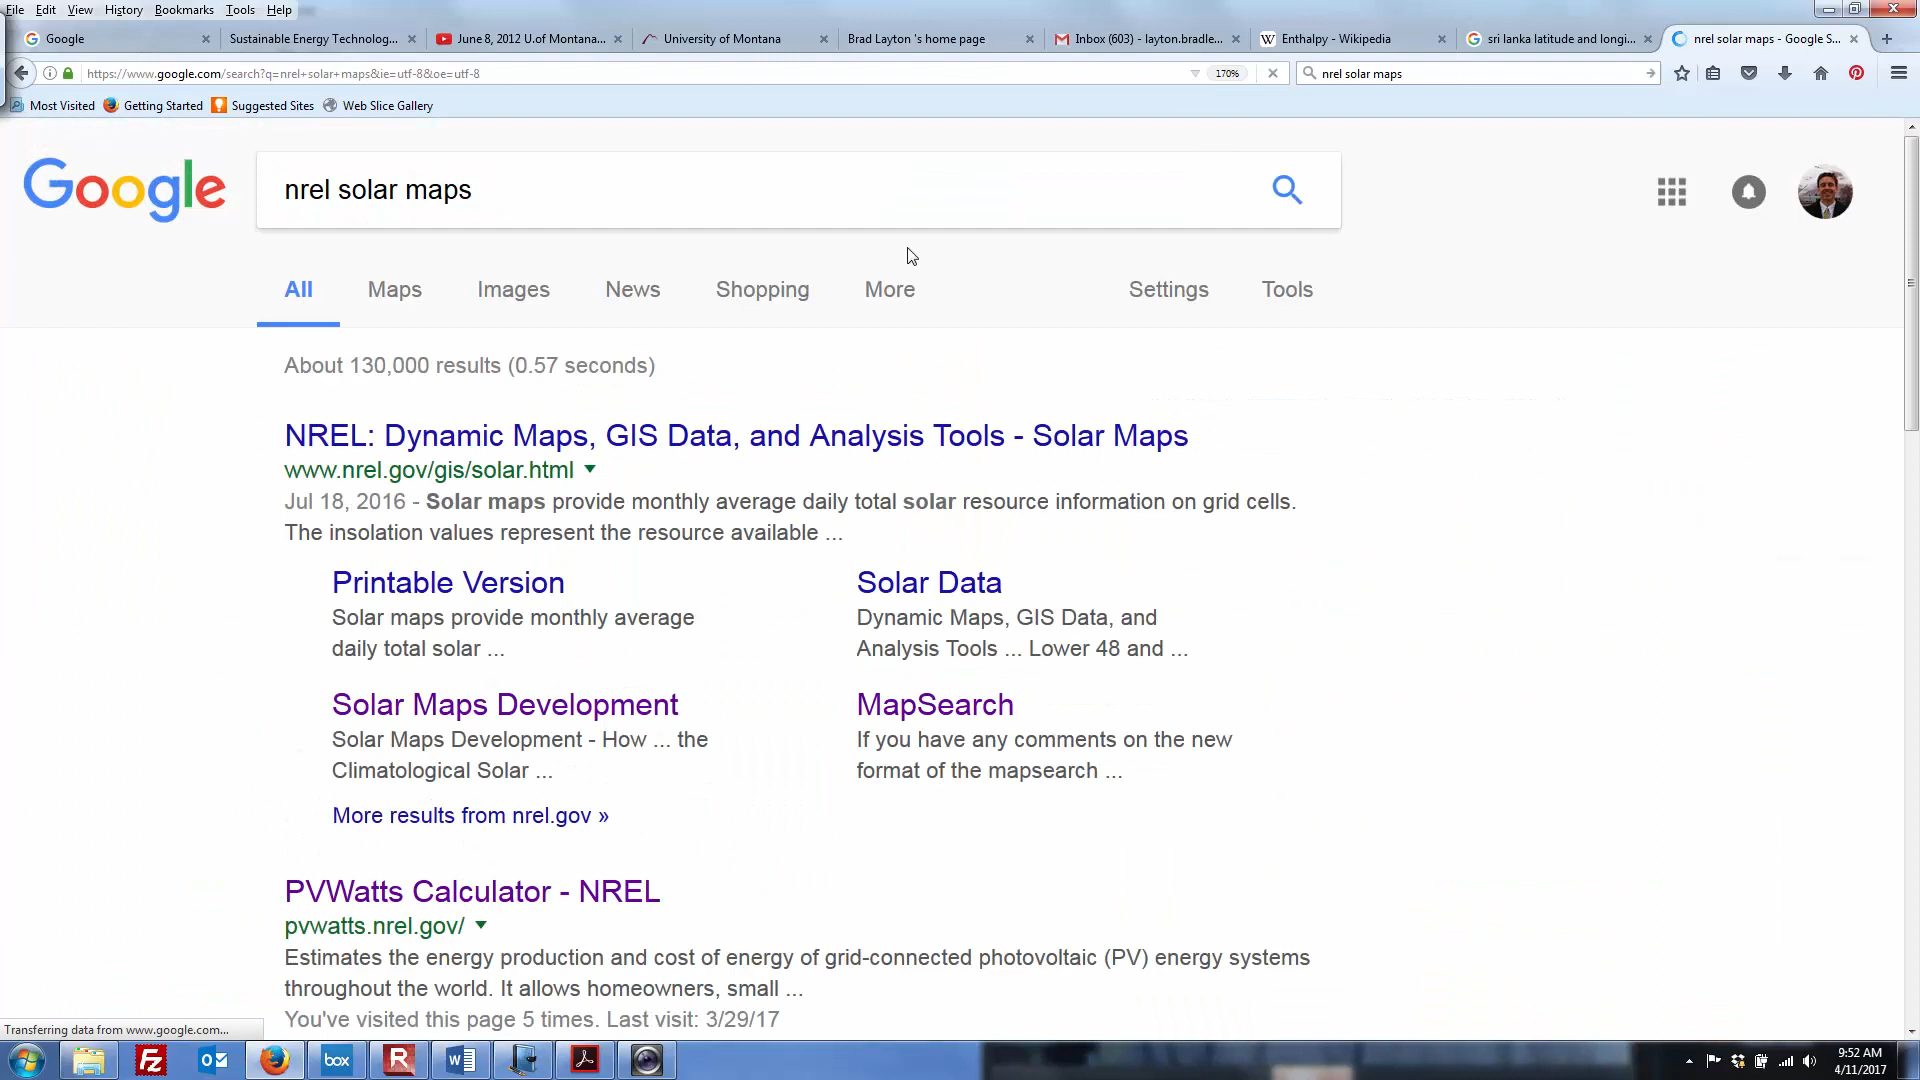 File Edit View History Bookmarks Tools Help
Google
Sustainable Energy Technolog...
June 8, 2012 U.of Montana...
University of Montana
Brad Layton 's home page
Inbox (603) - layton.bradle...
Enthalpy - Wikipedia
sri lanka latitude and longi...
nrel solar maps - Google S...
https://www.google.com/search?q=nrel+solar+maps&ie=utf-8&oe=utf-8
170%
nrel solar maps
Most Visited Getting Started Suggested Sites Web Slice Gallery
Google
nrel solar maps
All Maps Images News Shopping More Settings Tools
About 130,000 results (0.57 seconds)
NREL: Dynamic Maps, GIS Data, and Analysis Tools - Solar Maps
www.nrel.gov/gis/solar.html
Jul 18, 2016 - Solar maps provide monthly average daily total solar resource information on grid cells.
The insolation values represent the resource available ...
Printable Version
Solar maps provide monthly average
daily total solar ...
Solar Data
Dynamic Maps, GIS Data, and
Analysis Tools ... Lower 48 and ...
Solar Maps Development
Solar Maps Development - How ... the
Climatological Solar ...
MapSearch
If you have any comments on the new
format of the mapsearch ...
More results from nrel.gov »
PVWatts Calculator - NREL
pvwatts.nrel.gov/
Estimates the energy production and cost of energy of grid-connected photovoltaic (PV) energy systems
throughout the world. It allows homeowners, small ...
You've visited this page 5 times. Last visit: 3/29/17
Transferring data from www.google.com...
Fz
box
R
W
9:52 AM
4/11/2017